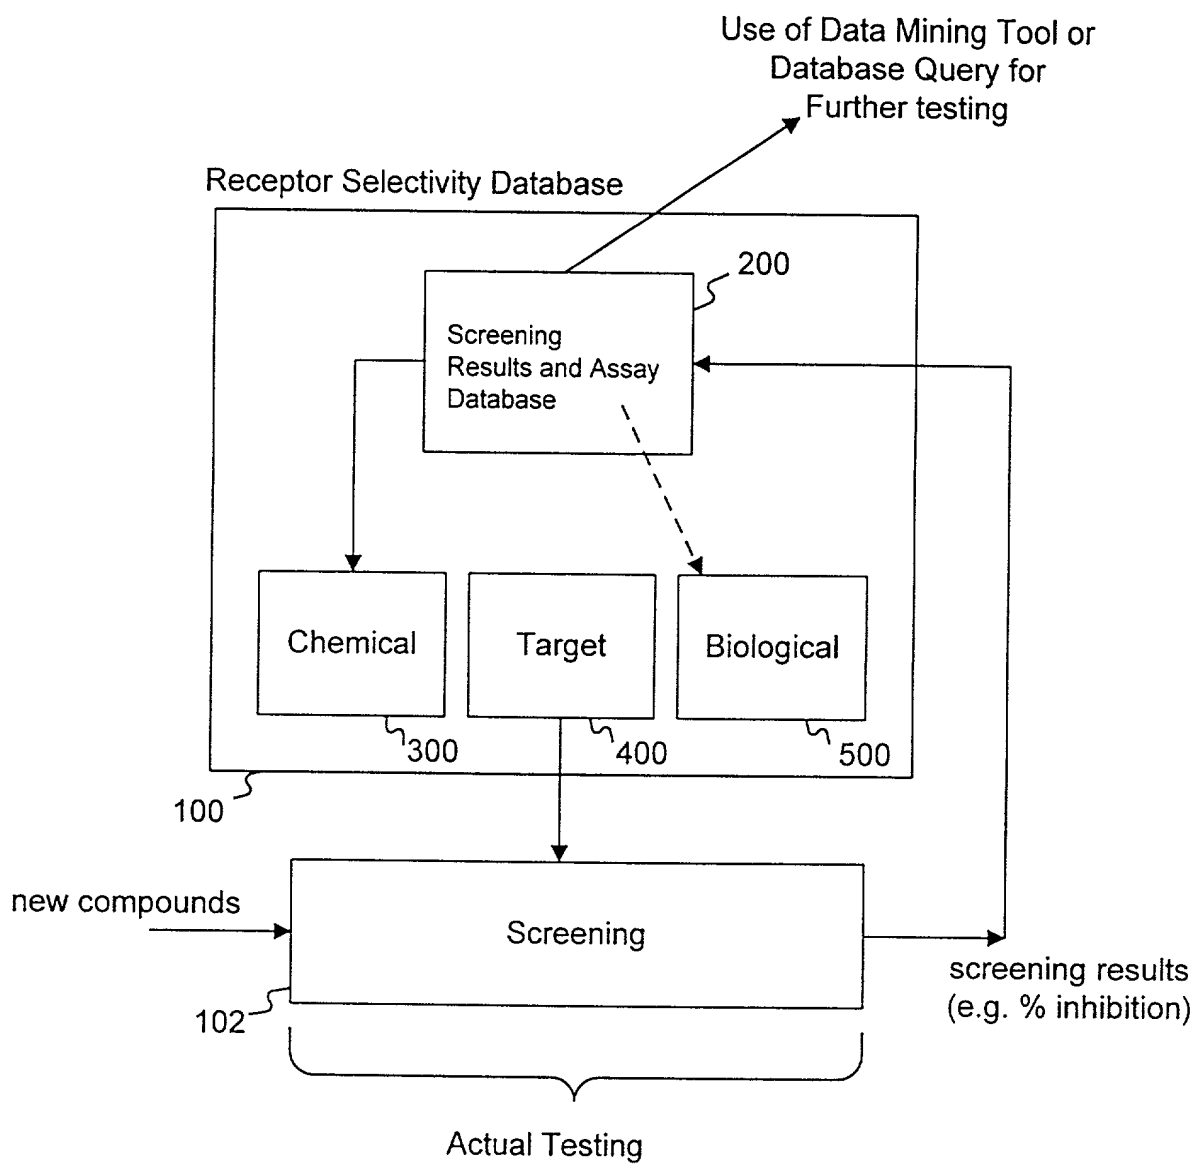 Use of Data Mining Tool or
Database Query for
Further testing
Receptor Selectivity Database
200
Screening
Results and Assay
Database
Chemical
Target
Biological
300
400
500
100
new compounds
Screening
screening results
(e.g. % inhibition)
102
Actual Testing